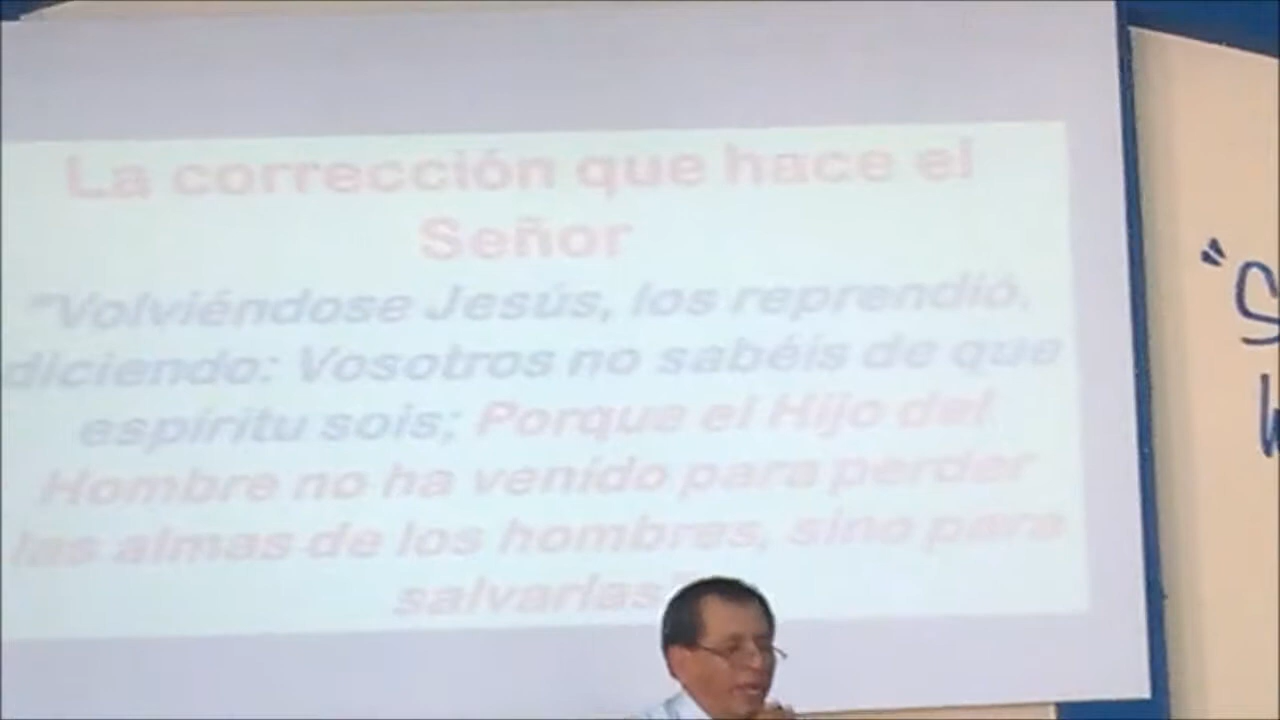 La corrección que hace el
Señor
"Volviéndose Jesús, los reprendió,
diciendo: Vosotros no sabéis de que
espíritu sois; Porque el Hijo del
Hombre no ha venido para perder
las almas de los hombres, sino para
salvarlas"
"S